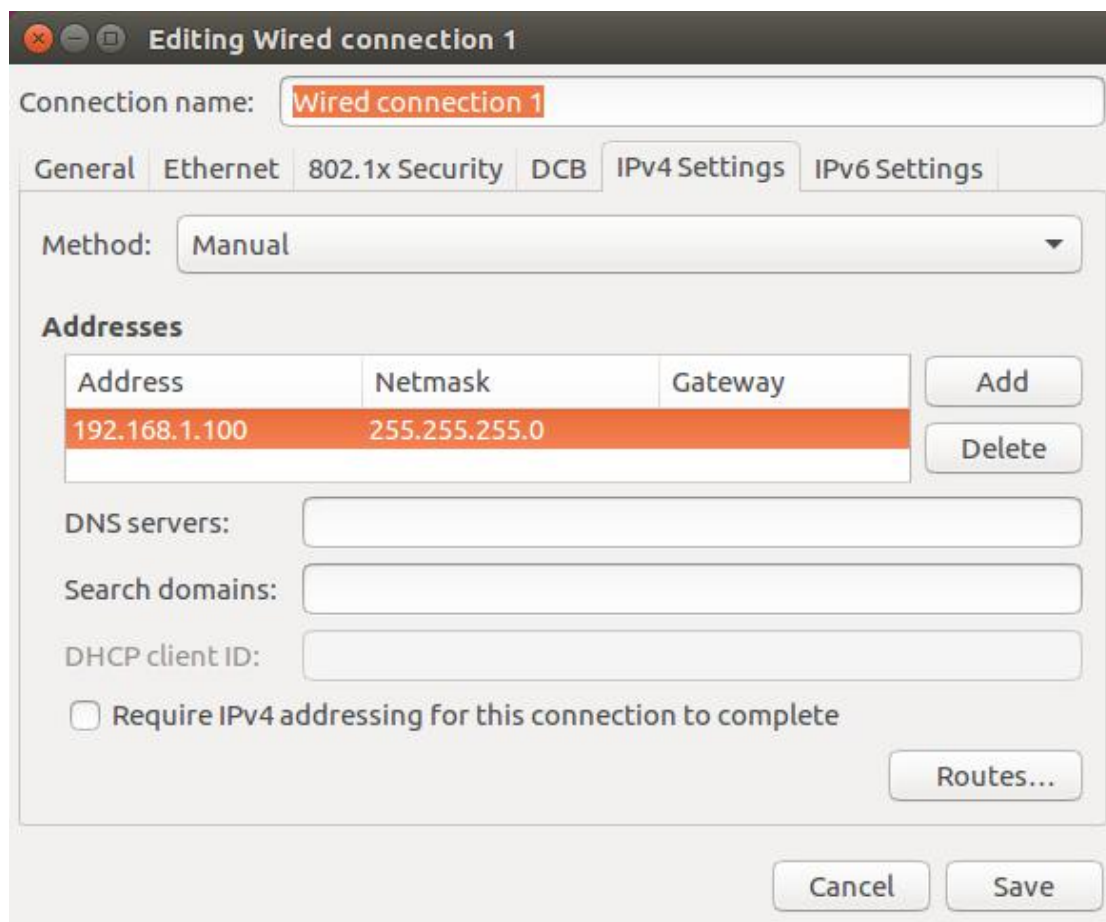 Editing Wired connection 1
Connection name: Wired connection 1
General Ethernet 802.1x Security DCB IPv4 Settings IPv6 Settings
Method: Manual
Addresses
Address Netmask Gateway Add
192.168.1.100 255.255.255.0
Delete
DNS servers:
Search domains:
DHCP client ID:
Require IPv4 addressing for this connection to complete
Routes...
Cancel Save